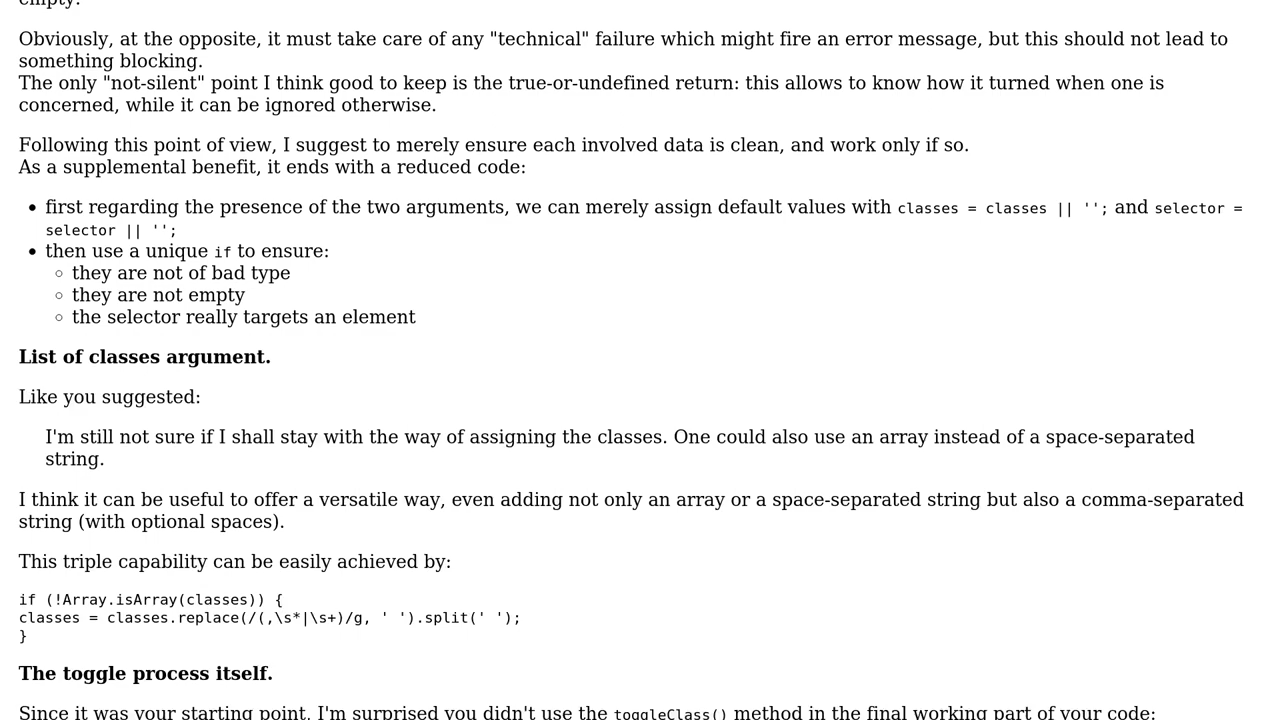 empty.
Obviously, at the opposite, it must take care of any "technical" failure which might fire an error message, but this should not lead to
something blocking.
The only "not-silent" point I think good to keep is the true-or-undefined return: this allows to know how it turned when one is
concerned, while it can be ignored otherwise.
Following this point of view, I suggest to merely ensure each involved data is clean, and work only if so.
As a supplemental benefit, it ends with a reduced code:
• first regarding the presence of the two arguments, we can merely assign default values with classes = classes || ''; and selector =
selector || '';
• then use a unique if to ensure:
◦ they are not of bad type
◦ they are not empty
◦ the selector really targets an element
List of classes argument.
Like you suggested:
I'm still not sure if I shall stay with the way of assigning the classes. One could also use an array instead of a space-separated
string.
I think it can be useful to offer a versatile way, even adding not only an array or a space-separated string but also a comma-separated
string (with optional spaces).
This triple capability can be easily achieved by:
if (!Array.isArray(classes)) {
classes = classes.replace(/(,\s*|\s+)/g, ' ').split(' ');
}
The toggle process itself.
Since it was your starting point, I'm surprised you didn't use the toggleClass() method in the final working part of your code: